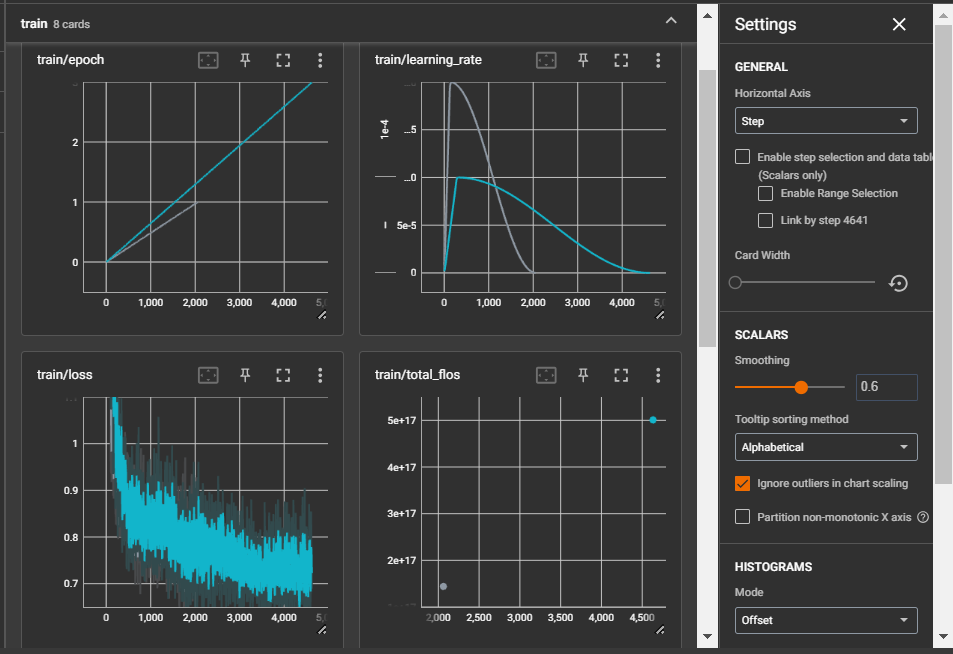 train 8 cards
train/epoch
2
1
0
0 1,000 2,000 3,000 4,000
train/learning_rate
1e-4
...5
...0
5e-5
0
0 1,000 2,000 3,000 4,000
train/loss
1
0.9
0.8
0.7
0 1,000 2,000 3,000 4,000
train/total_flos
5e+17
4e+17
3e+17
2e+17
2,000 2,500 3,000 3,500 4,000 4,500
Settings
GENERAL
Horizontal Axis
Step
Enable step selection and data table
(Scalars only)
Enable Range Selection
Link by step 4641
Card Width
SCALARS
Smoothing
0.6
Tooltip sorting method
Alphabetical
Ignore outliers in chart scaling
Partition non-monotonic X axis
HISTOGRAMS
Mode
Offset